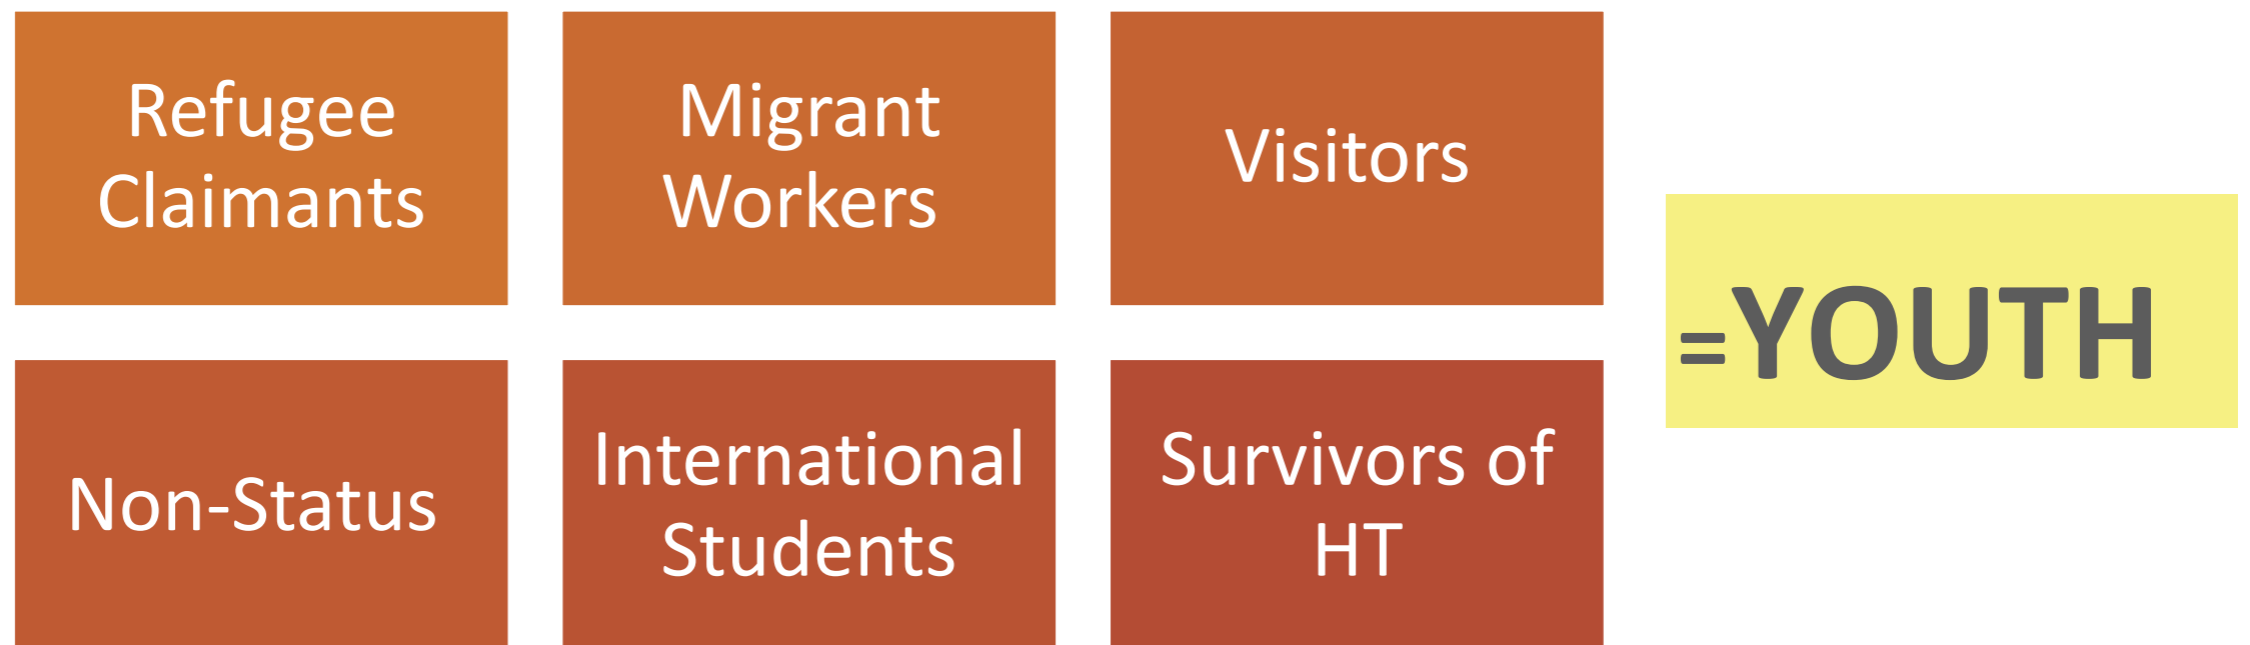 Refugee
Claimants
Migrant
Workers
Visitors
Non-Status
International
Students
Survivors of
HT
=YOUTH